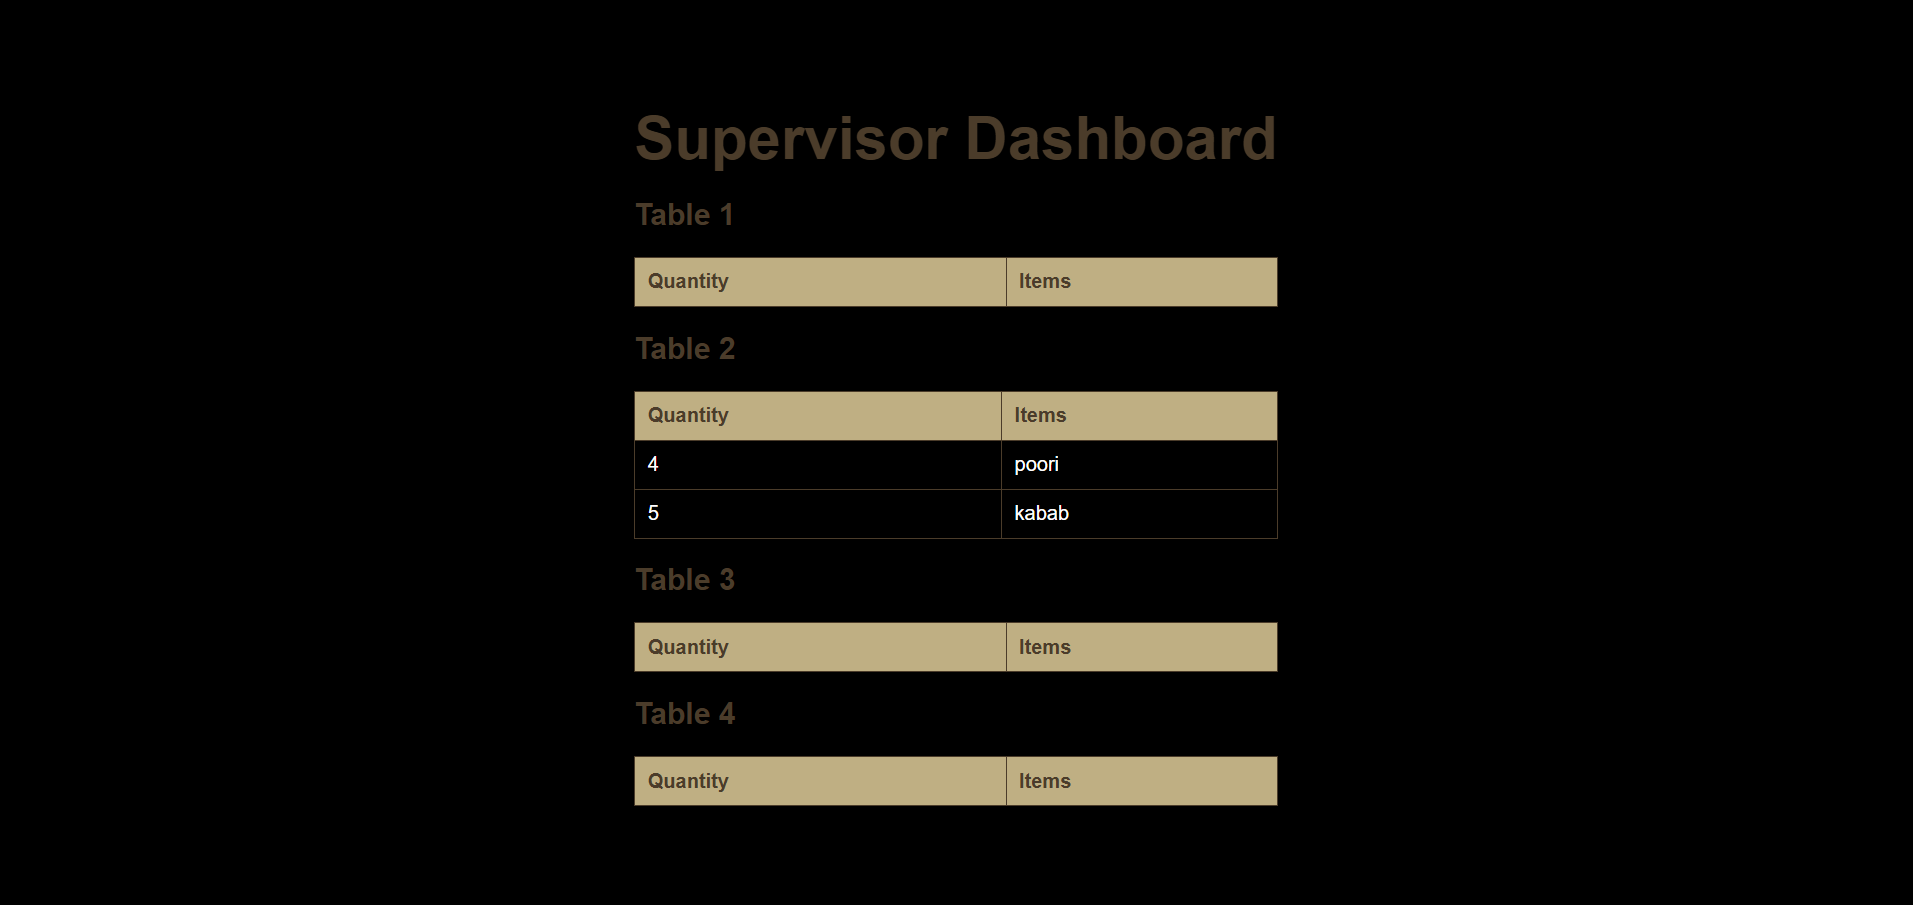 Supervisor Dashboard
Table 1
Quantity Items
Table 2
Quantity Items
4 poori
5 kabab
Table 3
Quantity Items
Table 4
Quantity Items